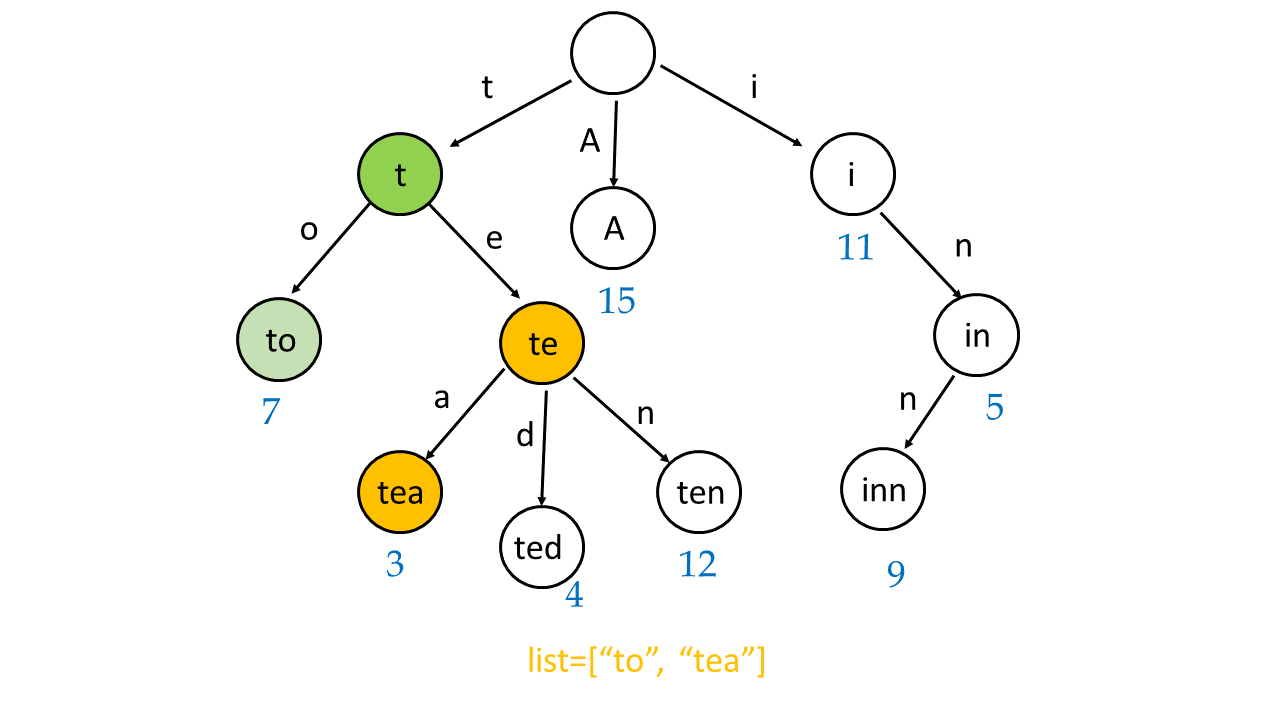 t
i
A
t
i
A
11
o
e
n
15
to
te
in
7
a
n
n
5
d
tea
ten
inn
ted
3
12
9
4
list=[“to”, “tea”]